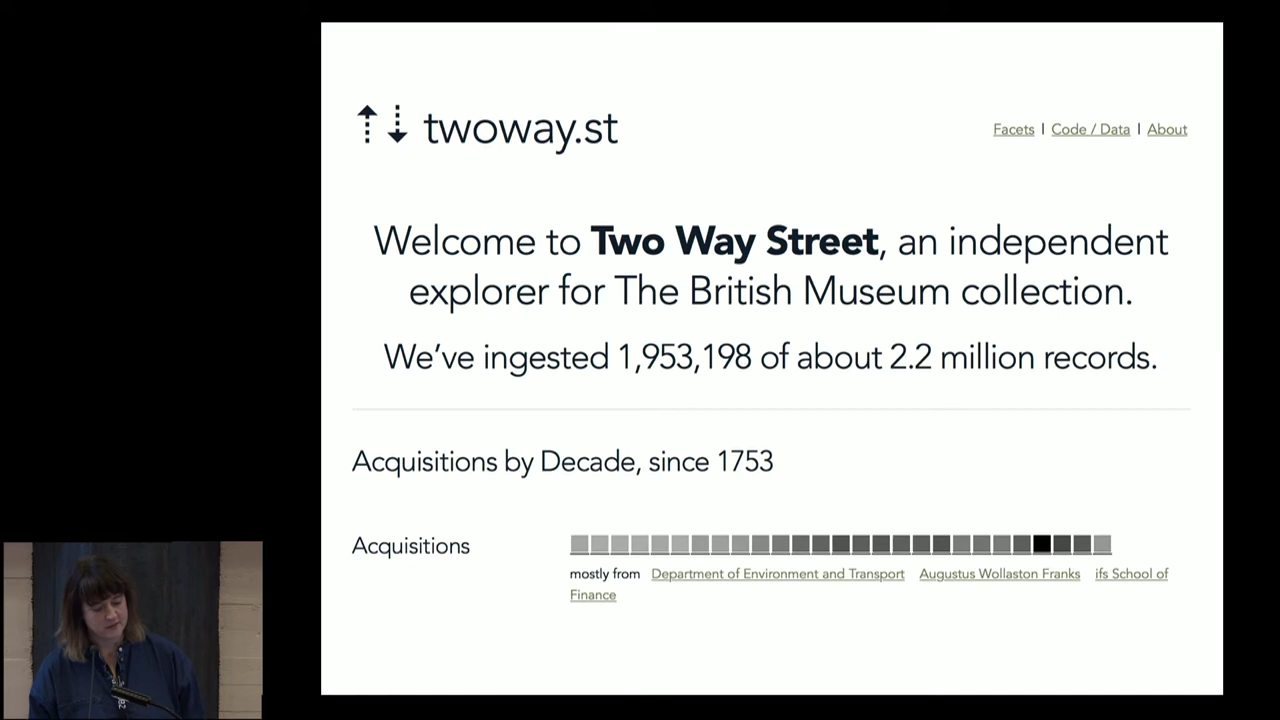 twoway.st
Facets | Code / Data | About
Welcome to Two Way Street, an independent
explorer for The British Museum collection.
We've ingested 1,953,198 of about 2.2 million records.
Acquisitions by Decade, since 1753
Acquisitions
mostly from Department of Environment and Transport Augustus Wollaston Franks ifs School of
Finance